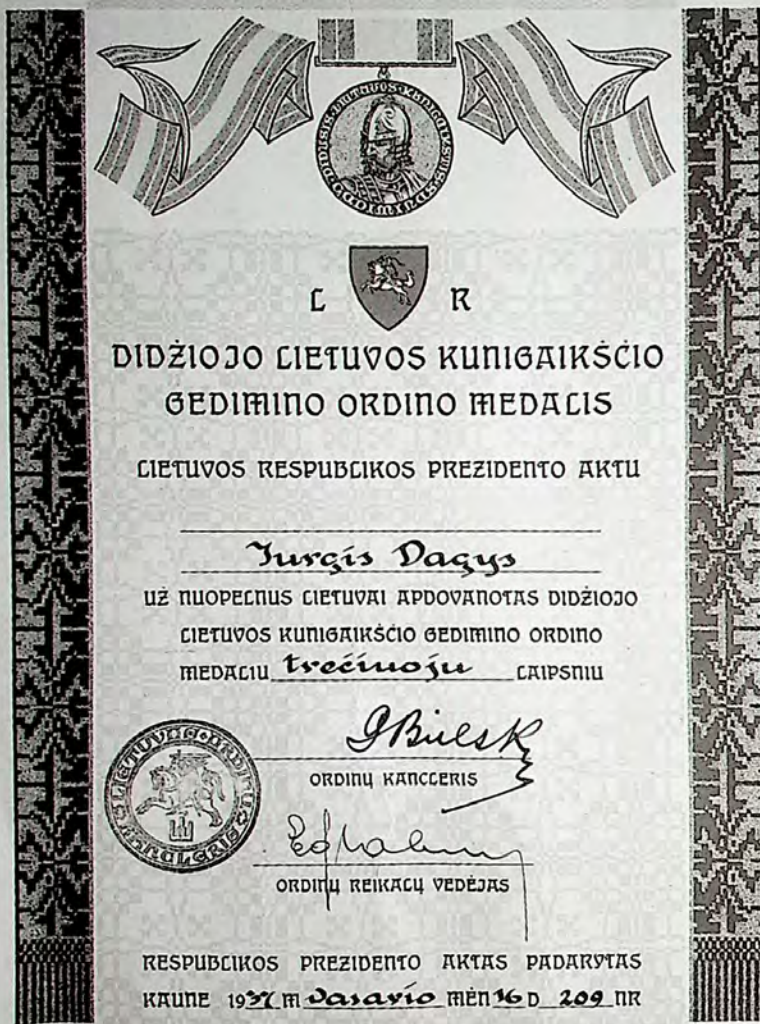 L R
DIDŽIOJO LIETUVOS KUNIGAIKŠČIO
GEDIMINO ORDINO MEDALIS
LIETUVOS RESPUBLIKOS PREZIDENTO AKTU
Jurgis Dagys
UŽ NUOPELNUS LIETUVAI APDOVANOTAS DIDŽIOJO
LIETUVOS KUNIGAIKŠČIO GEDIMINO ORDINO
MEDALIU trečiuoju LAIPSNIU
ORDINŲ KANCLERIS
ORDINŲ REIKALŲ VEDĖJAS
RESPUBLIKOS PREZIDENTO AKTAS PADARYTAS
KAUNE 1937 M Vasario MĖN 16 D 209 NR